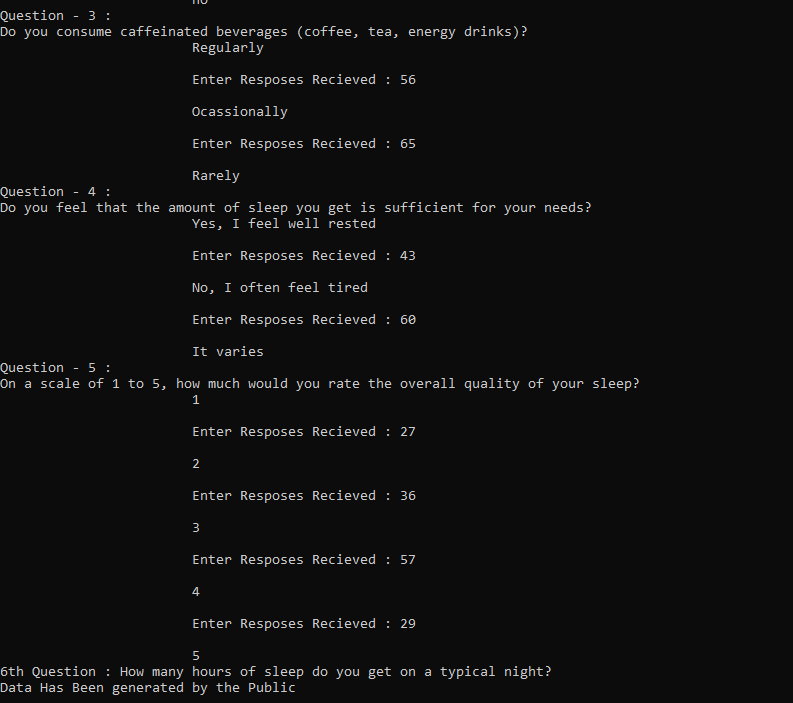 no
Question - 3 :
Do you consume caffeinated beverages (coffee, tea, energy drinks)?
Regularly
Enter Resposes Recieved : 56
Ocassionally
Enter Resposes Recieved : 65
Rarely
Question - 4 :
Do you feel that the amount of sleep you get is sufficient for your needs?
Yes, I feel well rested
Enter Resposes Recieved : 43
No, I often feel tired
Enter Resposes Recieved : 60
It varies
Question - 5 :
On a scale of 1 to 5, how much would you rate the overall quality of your sleep?
1
Enter Resposes Recieved : 27
2
Enter Resposes Recieved : 36
3
Enter Resposes Recieved : 57
4
Enter Resposes Recieved : 29
5
6th Question : How many hours of sleep do you get on a typical night?
Data Has Been generated by the Public